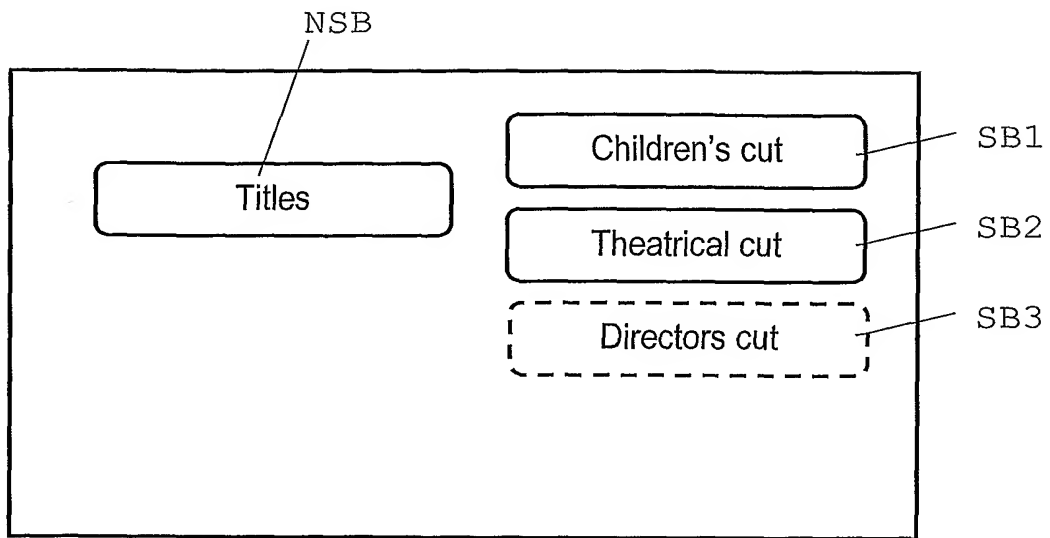 NSB
Children's cut
SB1
Titles
Theatrical cut
SB2
Directors cut
SB3